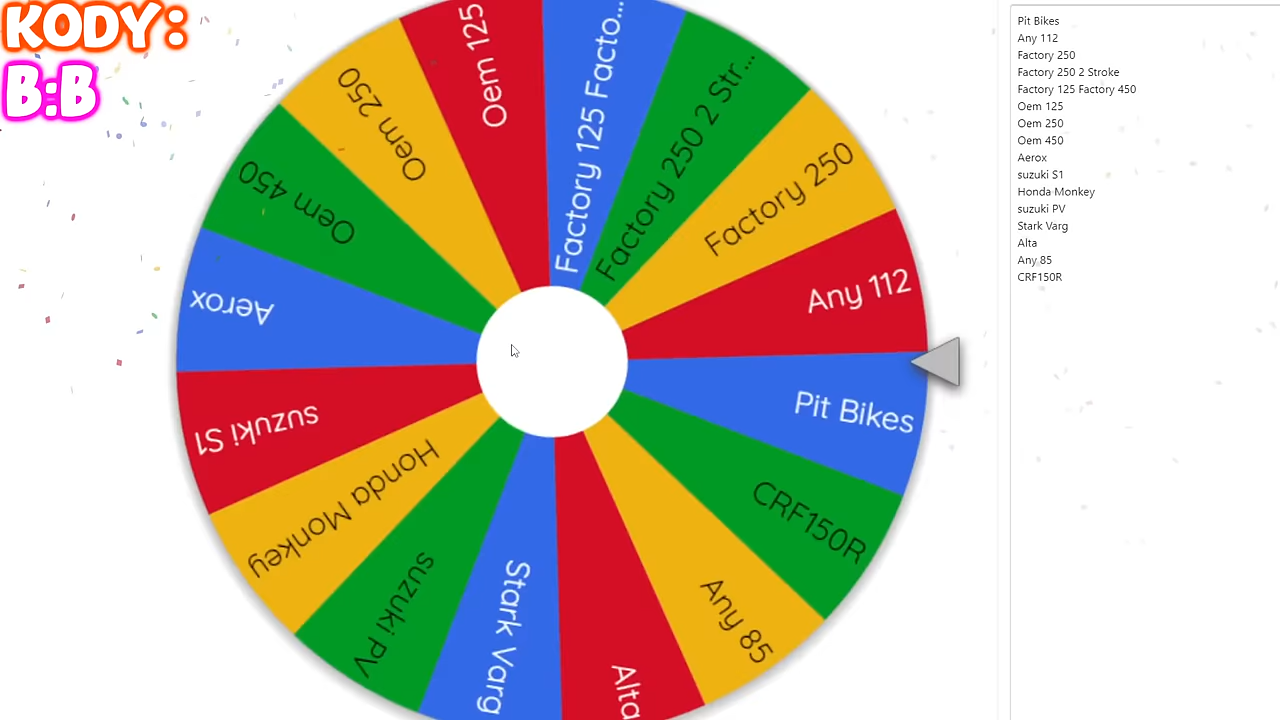 KODY:
B:B
Oem 125
Factory 125 Facto...
Factory 250 2 Str...
Factory 250
Any 112
Pit Bikes
CRF150R
Any 85
Alta
Stark Varg
suzuki PV
Honda Monkey
suzuki S1
Aerox
Oem 450
Oem 250
Pit Bikes
Any 112
Factory 250
Factory 250 2 Stroke
Factory 125 Factory 450
Oem 125
Oem 250
Oem 450
Aerox
suzuki S1
Honda Monkey
suzuki PV
Stark Varg
Alta
Any 85
CRF150R